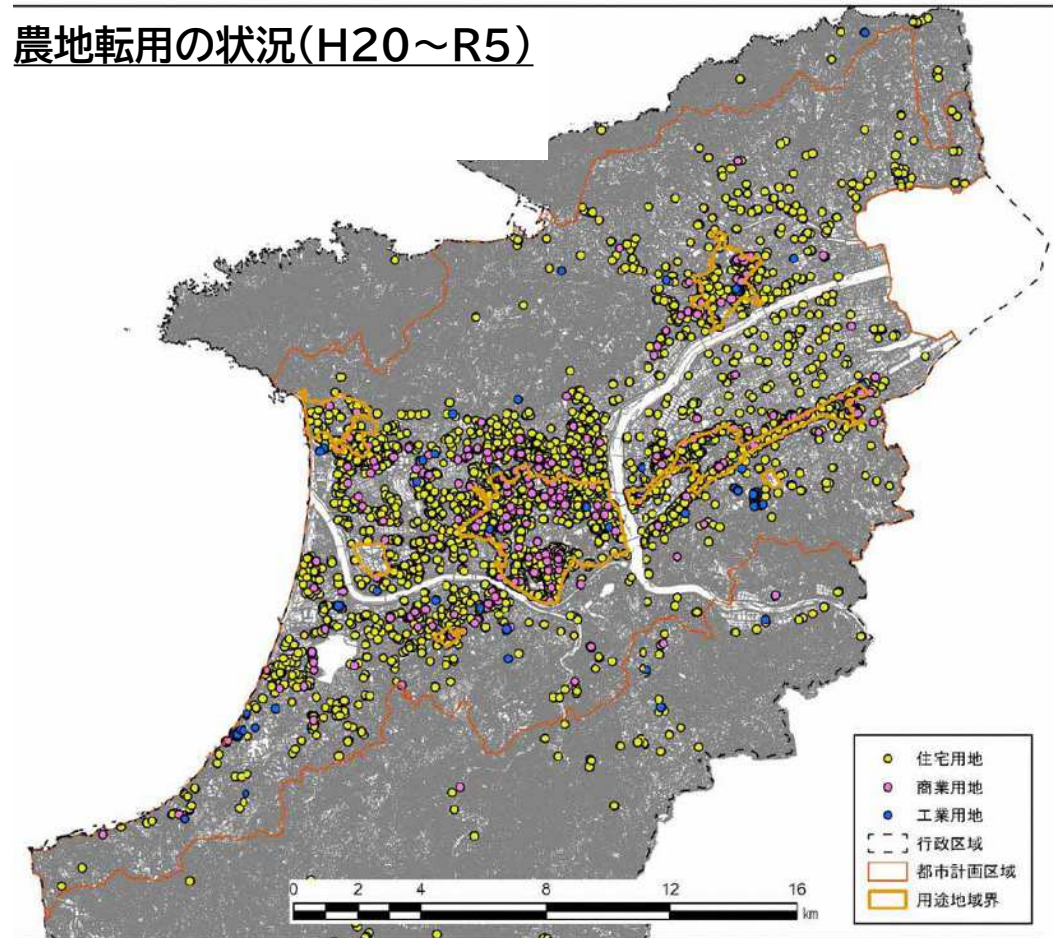 農地転用の状況(H20～R5)
住宅用地
商業用地
工業用地
行政区域
都市計画区域
用途地域界
0 2 4 8 12 16
km